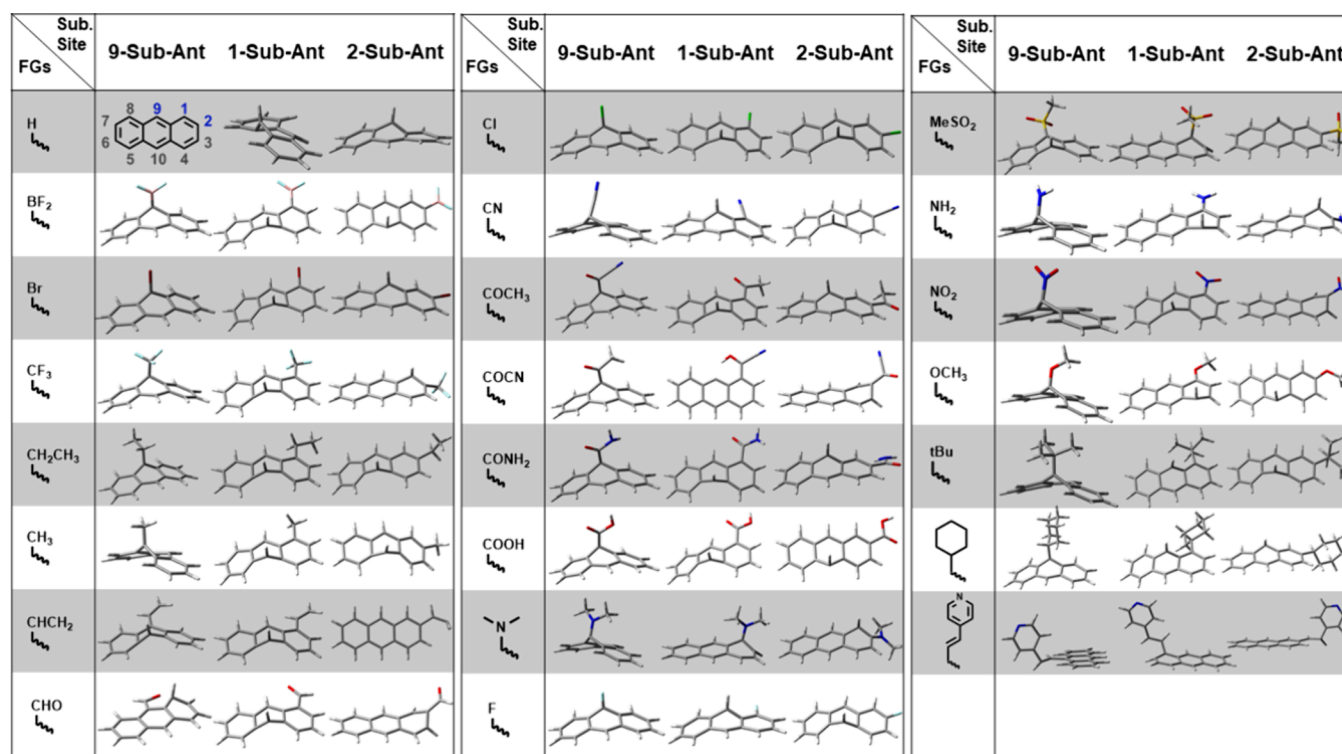 Sub.
Site
FGs
9-Sub-Ant 1-Sub-Ant 2-Sub-Ant
H
8 9 1
7 2
6 3
5 10 4
BF2
Br
CF3
CH2CH3
CH3
CHCH2
CHO
Sub.
Site
FGs
9-Sub-Ant 1-Sub-Ant 2-Sub-Ant
Cl
CN
COCH3
COCN
CONH2
COOH
N
F
Sub.
Site
FGs
9-Sub-Ant 1-Sub-Ant 2-Sub-Ant
MeSO2
NH2
NO2
OCH3
tBu
N